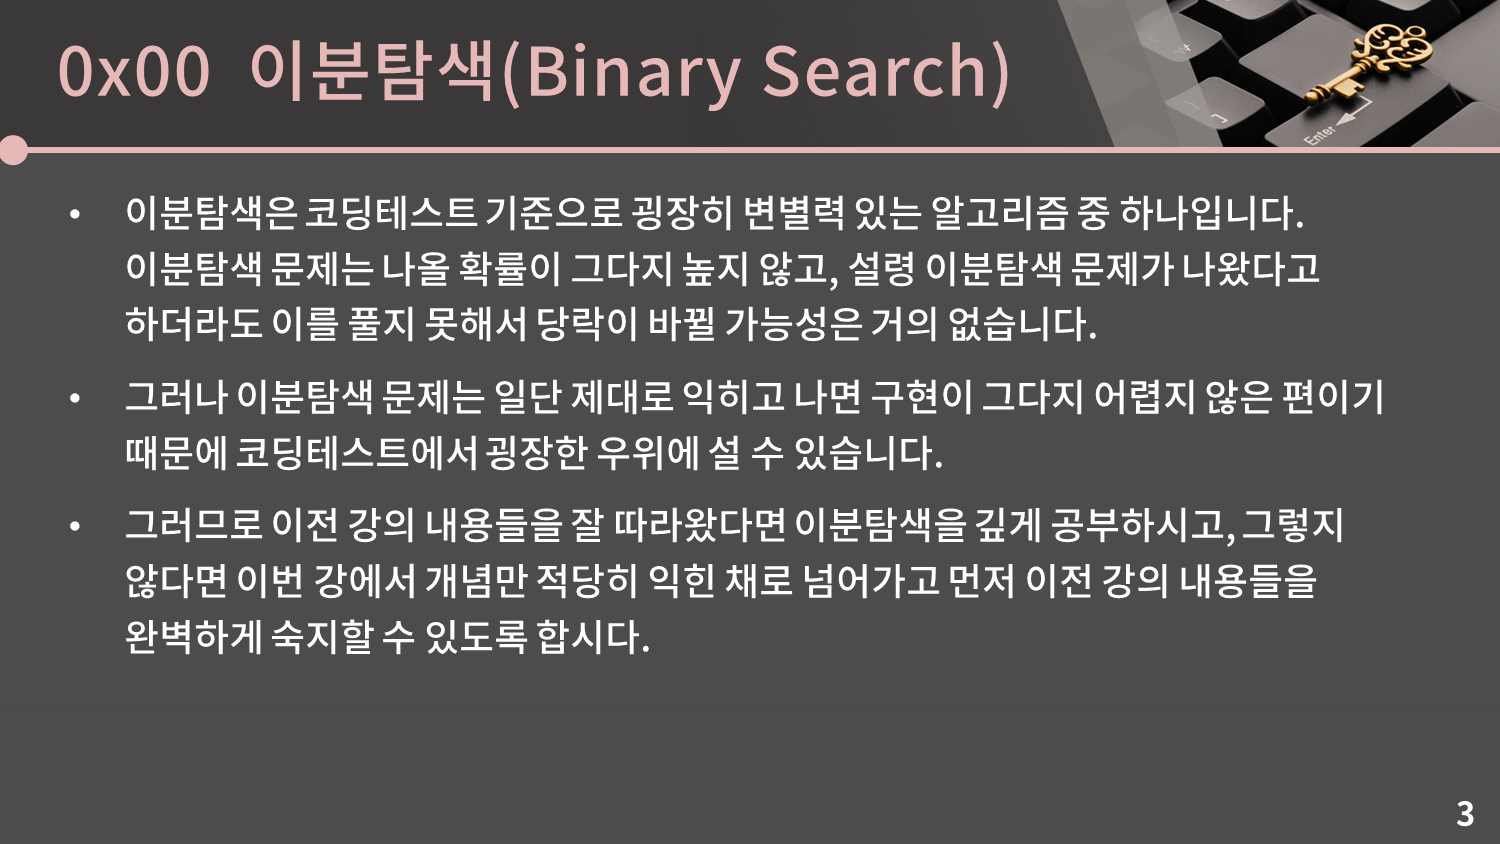 0x00 이분탐색(Binary Search)
Enter
• 이분탐색은 코딩테스트 기준으로 굉장히 변별력 있는 알고리즘 중 하나입니다.
이분탐색 문제는 나올 확률이 그다지 높지 않고, 설령 이분탐색 문제가 나왔다고
하더라도 이를 풀지 못해서 당락이 바뀔 가능성은 거의 없습니다.
• 그러나 이분탐색 문제는 일단 제대로 익히고 나면 구현이 그다지 어렵지 않은 편이기
때문에 코딩테스트에서 굉장한 우위에 설 수 있습니다.
• 그러므로 이전 강의 내용들을 잘 따라왔다면 이분탐색을 깊게 공부하시고, 그렇지
않다면 이번 강에서 개념만 적당히 익힌 채로 넘어가고 먼저 이전 강의 내용들을
완벽하게 숙지할 수 있도록 합시다.
3